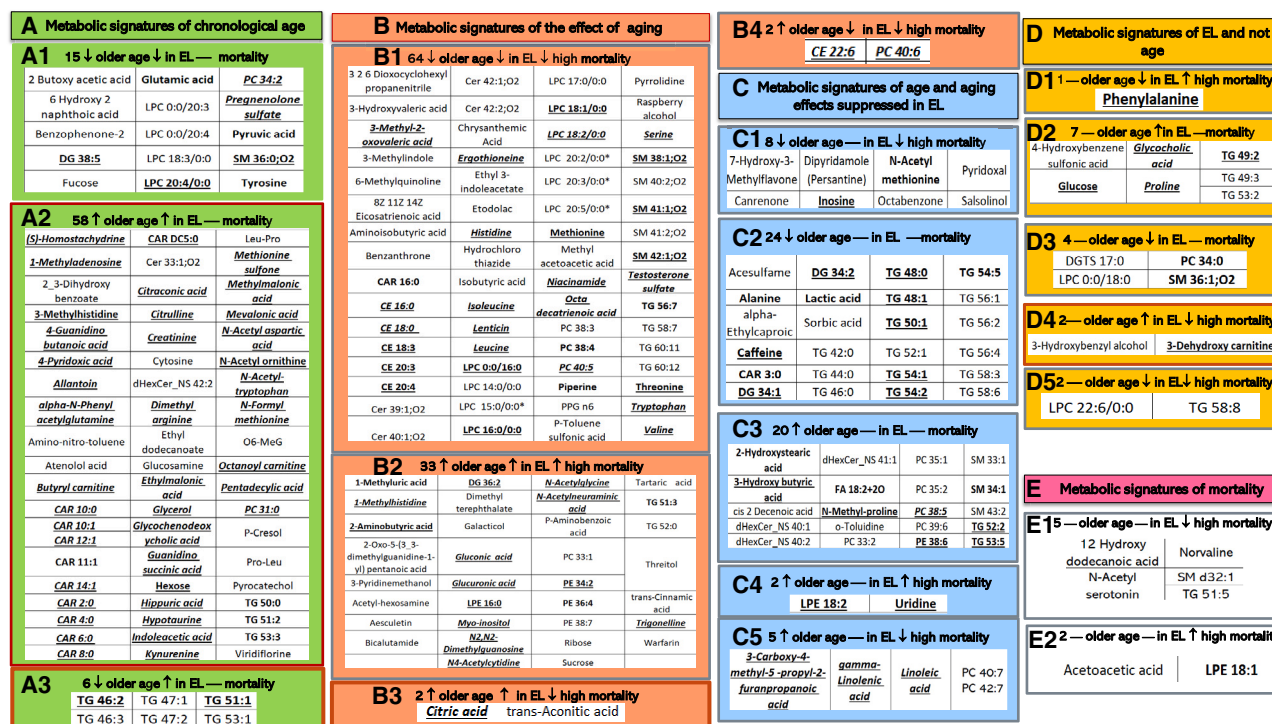 A Metabolic signatures of chronological age
A1 15 ↓ older age ↓ in EL — mortality
2 Butoxy acetic acid Glutamic acid PC 34:2
6 Hydroxy 2 naphthoic acid LPC 0:0/20:3 Pregnenolone sulfate
Benzophenone-2 LPC 0:0/20:4 Pyruvic acid
DG 38:5 LPC 18:3/0:0 SM 36:0;O2
Fucose LPC 20:4/0:0 Tyrosine
A2 58 ↑ older age ↑ in EL — mortality
(S)-Homostachydrine CAR DC5:0 Leu-Pro
1-Methyladenosine Cer 33:1;O2 Methionine sulfone
2_3-Dihydroxy benzoate Citraconic acid Methylmalonic acid
3-Methylhistidine Citrulline Mevalonic acid
4-Guanidino butanoic acid Creatinine N-Acetyl aspartic acid
4-Pyridoxic acid Cytosine N-Acetyl ornithine
Allantoin dHexCer_NS 42:2 N-Acetyl-tryptophan
alpha-N-Phenyl acetylglutamine Dimethyl arginine N-Formyl methionine
Amino-nitro-toluene Ethyl dodecanoate O6-MeG
Atenolol acid Glucosamine Octanoyl carnitine
Butyryl carnitine Ethylmalonic acid Pentadecylic acid
CAR 10:0 Glycerol PC 31:0
CAR 10:1 CAR 12:1 Glycochenodeox ycholic acid P-Cresol
CAR 11:1 Guanidino succinic acid Pro-Leu
CAR 14:1 Hexose Pyrocatechol
CAR 2:0 Hippuric acid TG 50:0
CAR 4:0 Hypotaurine TG 51:2
CAR 6:0 Indoleacetic acid TG 53:3
CAR 8:0 Kynurenine Viridiflorine
A3 6 ↓ older age ↑ in EL — mortality
TG 46:2 TG 47:1 TG 51:1
TG 46:3 TG 47:2 TG 53:1
B Metabolic signatures of the effect of aging
B1 64 ↓ older age ↓ in EL ↓ high mortality
3 2 6 Dioxocyclohexyl propanenitrile Cer 42:1;O2 LPC 17:0/0:0 Pyrrolidine
3-Hydroxyvaleric acid Cer 42:2;O2 LPC 18:1/0:0 Raspberry alcohol
3-Methyl-2-oxovaleric acid Chrysanthemic Acid LPC 18:2/0:0 Serine
3-Methylindole Ergothioneine LPC 20:2/0:0* SM 38:1;O2
6-Methylquinoline Ethyl 3-indoleacetate LPC 20:3/0:0* SM 40:2;O2
8Z 11Z 14Z Eicosatrienoic acid Etodolac LPC 20:5/0:0* SM 41:1;O2
Aminoisobutyric acid Histidine Methionine SM 41:2;O2
Benzanthrone Hydrochloro thiazide Methyl acetoacetic acid SM 42:1;O2
CAR 16:0 Isobutyric acid Niacinamide Testosterone sulfate
CE 16:0 Isoleucine Octa decatrienoic acid TG 56:7
CE 18:0 Lenticin PC 38:3 TG 58:7
CE 18:3 Leucine PC 38:4 TG 60:11
CE 20:3 LPC 0:0/16:0 PC 40:5 TG 60:12
CE 20:4 LPC 14:0/0:0 Piperine Threonine
Cer 39:1;O2 LPC 15:0/0:0* PPG n6 Tryptophan
Cer 40:1;O2 LPC 16:0/0:0 P-Toluene sulfonic acid Valine
B2 33 ↑ older age ↑ in EL ↑ high mortality
1-Methyluric acid DG 36:2 N-Acetylglycine Tartaric acid
1-Methylhistidine Dimethyl terephthalate N-Acetylneuraminic acid TG 51:3
2-Aminobutyric acid Galacticol P-Aminobenzoic acid TG 52:0
2-Oxo-5-(3_3-dimethylguanidine-1-yl) pentanoic acid Gluconic acid PC 33:1 Threitol
3-Pyridinemethanol Glucuronic acid PE 34:2
Acetyl-hexosamine LPE 16:0 PE 36:4 trans-Cinnamic acid
Aesculetin Myo-inositol PE 38:7 Trigonelline
Bicalutamide N2,N2-Dimethylguanosine Ribose Warfarin
N4-Acetylcytidine Sucrose
B3 2 ↑ older age ↑ in EL ↓ high mortality
Citric acid trans-Aconitic acid
B4 2 ↑ older age ↓ in EL ↓ high mortality
CE 22:6 PC 40:6
C Metabolic signatures of age and aging
effects suppressed in EL
C1 8 ↓ older age — in EL ↓ high mortality
7-Hydroxy-3-Methylflavone Dipyridamole (Persantine) N-Acetyl methionine Pyridoxal
Canrenone Inosine Octabenzone Salsolinol
C2 24 ↓ older age — in EL —mortality
Acesulfame DG 34:2 TG 48:0 TG 54:5
Alanine Lactic acid TG 48:1 TG 56:1
alpha-Ethylcaproic Sorbic acid TG 50:1 TG 56:2
Caffeine TG 42:0 TG 52:1 TG 56:4
CAR 3:0 TG 44:0 TG 54:1 TG 58:3
DG 34:1 TG 46:0 TG 54:2 TG 58:6
C3 20 ↑ older age — in EL — mortality
2-Hydroxystearic acid dHexCer_NS 41:1 PC 35:1 SM 33:1
3-Hydroxy butyric acid FA 18:2+2O PC 35:2 SM 34:1
cis 2 Decenoic acid N-Methyl-proline PC 38:5 SM 43:2
dHexCer_NS 40:1 o-Toluidine PC 39:6 TG 52:2
dHexCer_NS 40:2 PC 33:2 PE 38:6 TG 53:5
C4 2 ↑ older age — in EL ↑ high mortality
LPE 18:2 Uridine
C5 5 ↑ older age — in EL ↓ high mortality
3-Carboxy-4-methyl-5 -propyl-2-furanpropanoic acid gamma-Linolenic acid Linoleic acid PC 40:7 PC 42:7
D Metabolic signatures of EL and not
age
D1 1 — older age ↓ in EL ↑ high mortality
Phenylalanine
D2 7 — older age ↑in EL —mortality
4-Hydroxybenzene sulfonic acid Glycocholic acid TG 49:2
Glucose Proline TG 49:3
TG 53:2
D3 4— older age ↓ in EL — mortality
DGTS 17:0 PC 34:0
LPC 0:0/18:0 SM 36:1;O2
D4 2— older age ↑ in EL ↓ high mortality
3-Hydroxybenzyl alcohol 3-Dehydroxy carnitine
D5 2— older age ↓ in EL↓ high mortality
LPC 22:6/0:0 TG 58:8
E Metabolic signatures of mortality
E1 5 — older age — in EL ↓ high mortality
12 Hydroxy dodecanoic acid Norvaline
N-Acetyl serotonin SM d32:1
TG 51:5
E2 2 — older age — in EL ↑ high mortality
Acetoacetic acid LPE 18:1